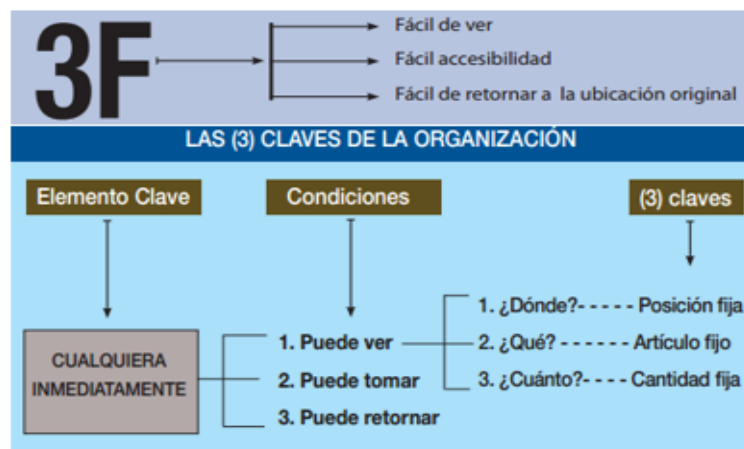 3F
Fácil de ver
Fácil accesibilidad
Fácil de retornar a la ubicación original
LAS (3) CLAVES DE LA ORGANIZACIÓN
Elemento Clave
Condiciones
(3) claves
CUALQUIERA
INMEDIATAMENTE
1. Puede ver
2. Puede tomar
3. Puede retornar
1. ¿Dónde?- - - - - Posición fija
2. ¿Qué? - - - - - - Artículo fijo
3. ¿Cuánto?- - - - Cantidad fija